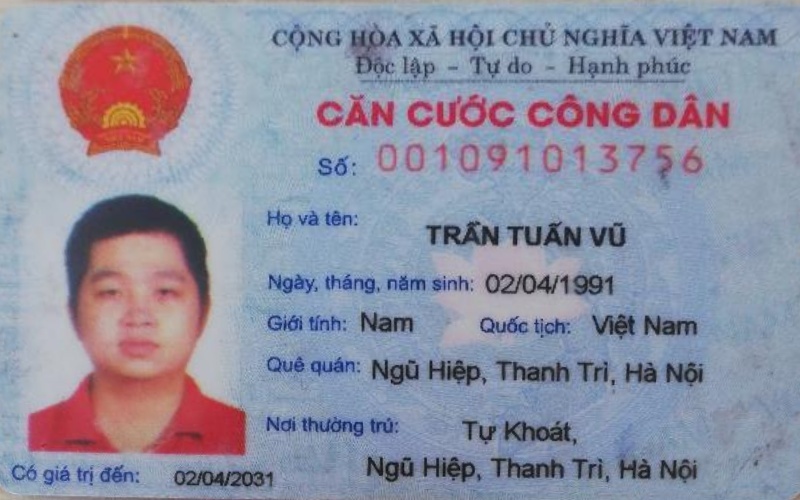 CỘNG HÒA XÃ HỘI CHỦ NGHĨA VIỆT NAM
Độc lập - Tự do - Hạnh phúc
CĂN CƯỚC CÔNG DÂN
Số: 001091013756
Họ và tên: TRẦN TUẤN VŨ
Ngày, tháng, năm sinh: 02/04/1991
Giới tính: Nam Quốc tịch: Việt Nam
Quê quán: Ngũ Hiệp, Thanh Trì, Hà Nội
Nơi thường trú: Tự Khoát,
Ngũ Hiệp, Thanh Trì, Hà Nội
Có giá trị đến: 02/04/2031